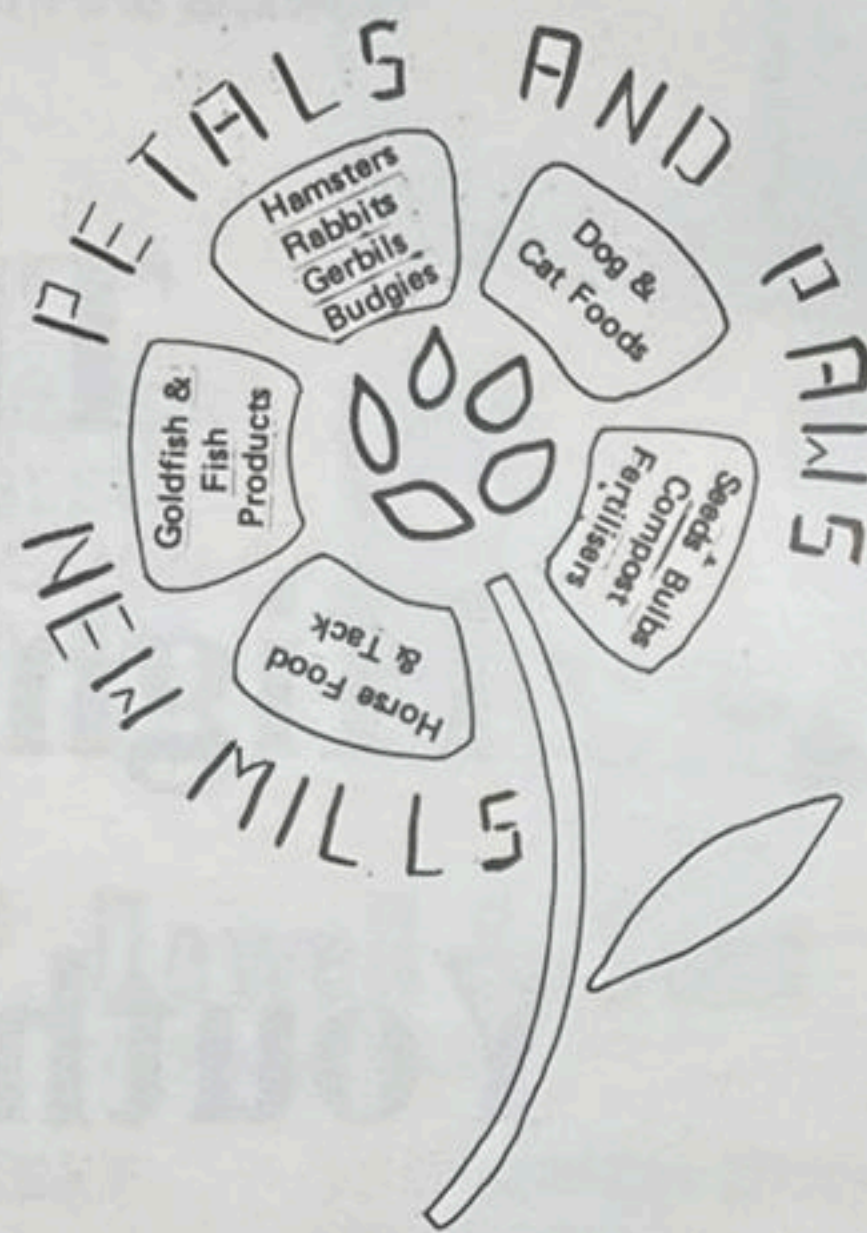 PETALS AND PAWS
NEW MILLS
Goldfish &
Fish
Products
Hamsters
Rabbits
Gerbils
Budgies
Dog &
Cat Foods
Seeds & Bulbs
Compost
Fertilisers
Horse Food
& Tack